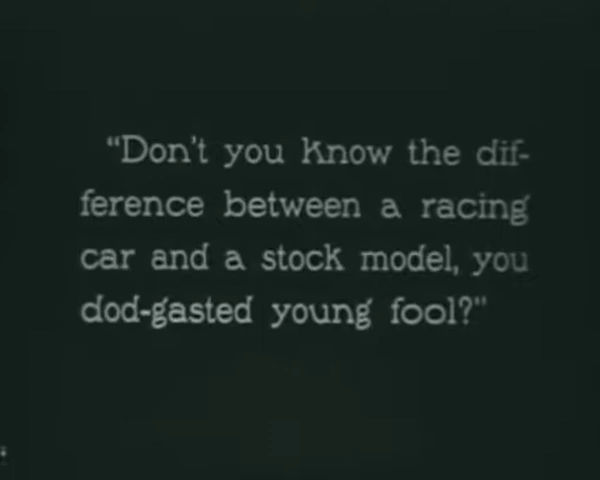 “Don't you know the dif-
ference between a racing
car and a stock model, you
dod-gasted young fool?"